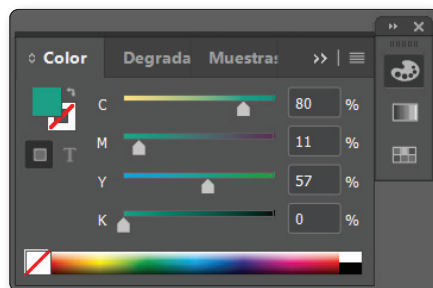 Color Degrada Muestras
C 80 %
M 11 %
T
Y 57 %
K 0 %